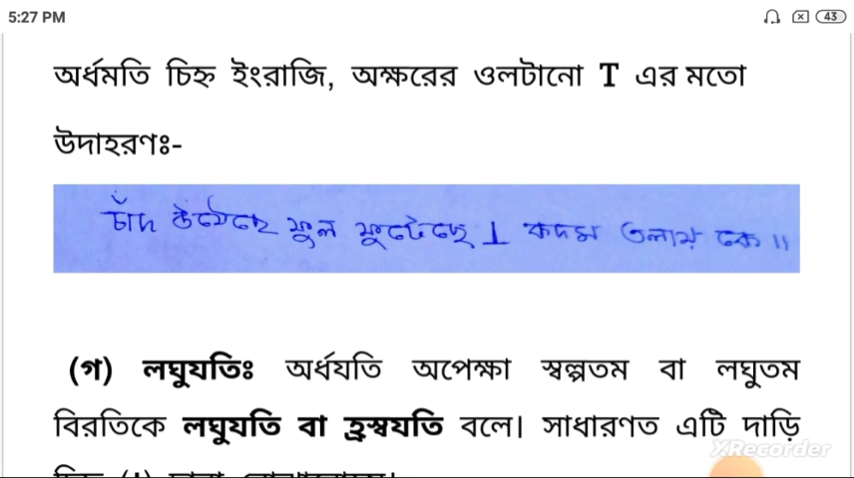 5:27 PM 43
অর্ধমতি চিহ্ন ইংরাজি, অক্ষরের ওলটানো T এর মতো
উদাহরণঃ-
চাঁদ উঠেছে ফুল ফুটেছে ⊥ কদম তলায় কে ॥
(গ) লঘুযতিঃ অর্ধযতি অপেক্ষা স্বল্পতম বা লঘুতম
বিরতিকে লঘুযতি বা হ্রস্বযতি বলে। সাধারণত এটি দাড়ি
XRecorder